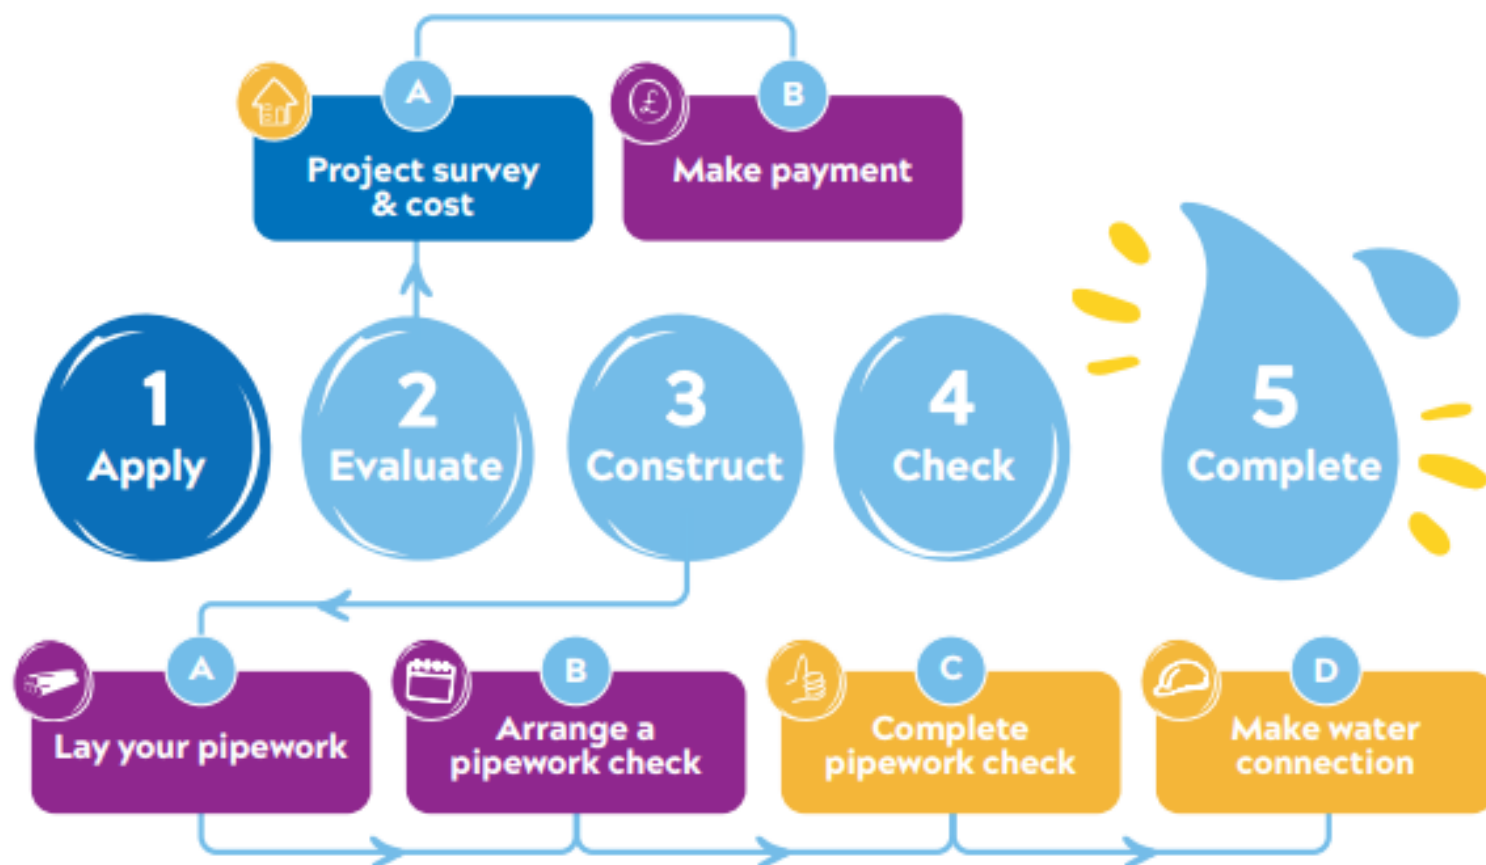 A
B
£
Project survey
& cost
Make payment
1
Apply
2
Evaluate
3
Construct
4
Check
5
Complete
A
B
C
D
Lay your pipework
Arrange a
pipework check
Complete
pipework check
Make water
connection